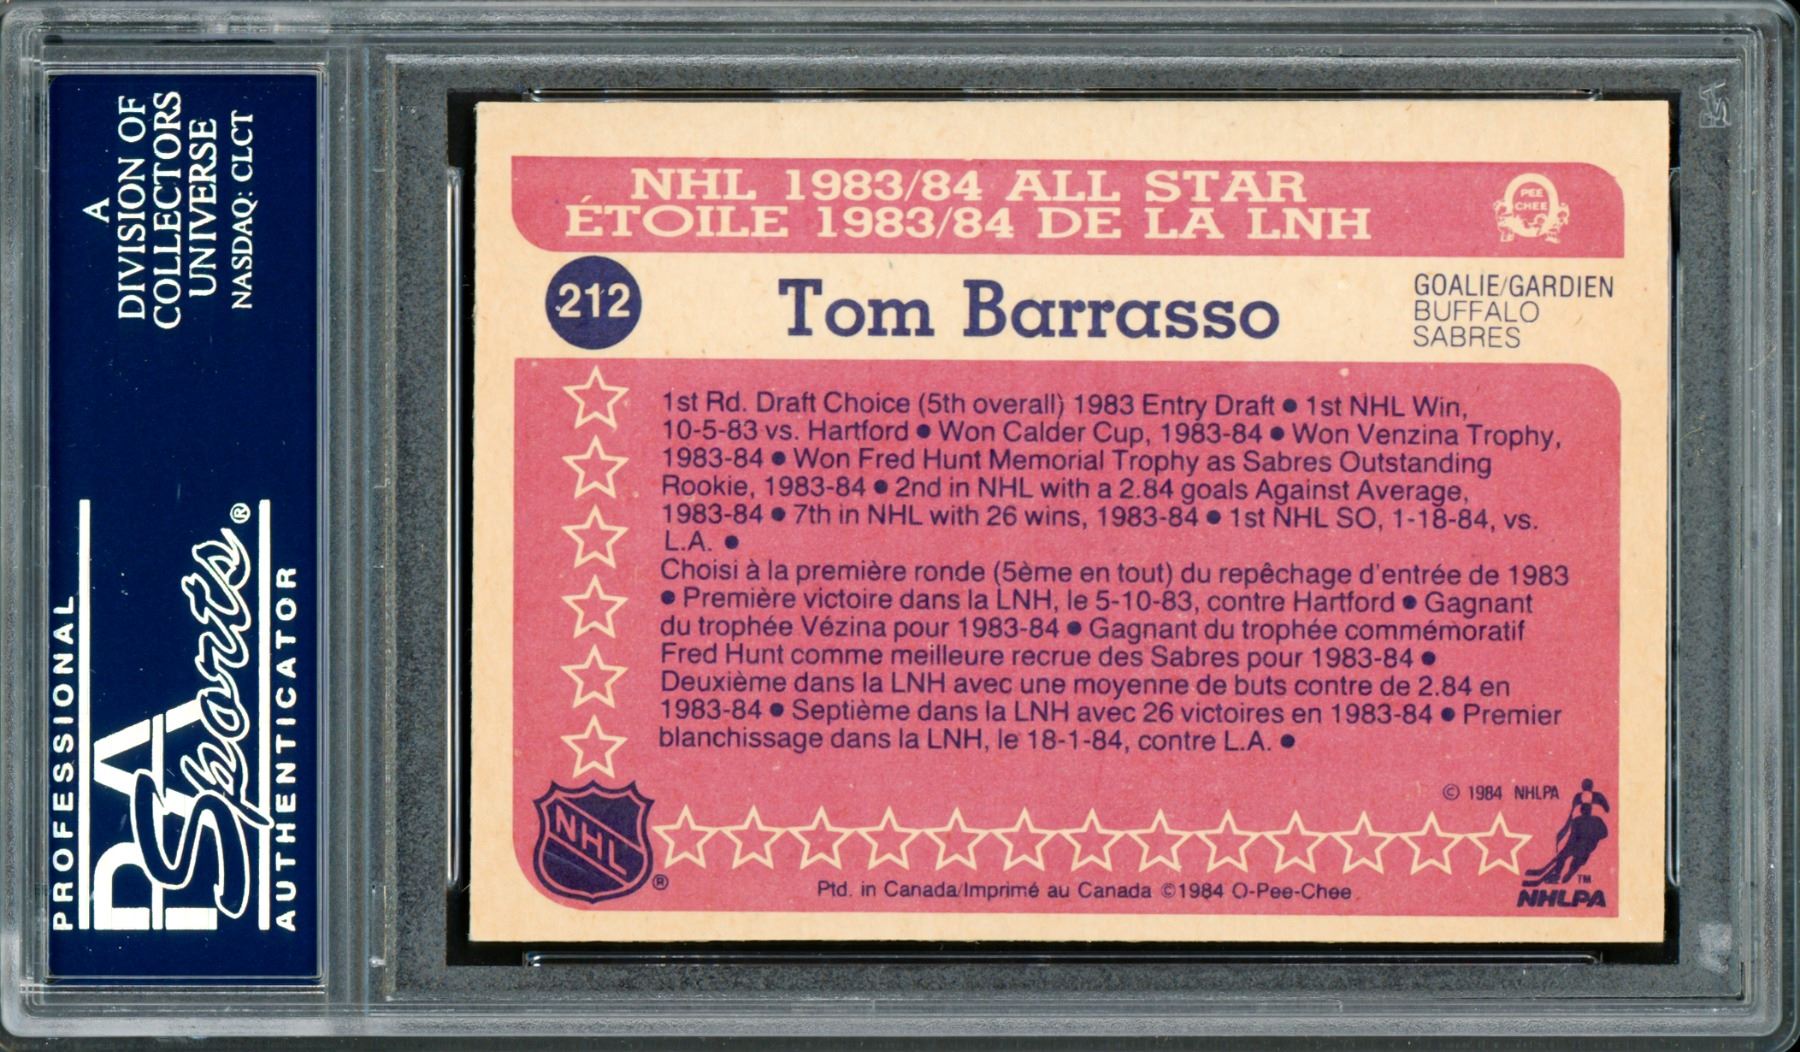 A
DIVISION OF
COLLECTORS
UNIVERSE
NASDAQ: CLCT
PROFESSIONAL
PSA
Sports®
AUTHENTICATOR
NHL 1983/84 ALL STAR
ÉTOILE 1983/84 DE LA LNH
PEE
CHEE
212
Tom Barrasso
GOALIE/GARDIEN
BUFFALO
SABRES
1st Rd. Draft Choice (5th overall) 1983 Entry Draft ● 1st NHL Win,
10-5-83 vs. Hartford ● Won Calder Cup, 1983-84 ● Won Venzina Trophy,
1983-84 ● Won Fred Hunt Memorial Trophy as Sabres Outstanding
Rookie, 1983-84 ● 2nd in NHL with a 2.84 goals Against Average,
1983-84 ● 7th in NHL with 26 wins, 1983-84 ● 1st NHL SO, 1-18-84, vs.
L.A. ●
Choisi à la première ronde (5ème en tout) du repêchage d'entrée de 1983
● Première victoire dans la LNH, le 5-10-83, contre Hartford ● Gagnant
du trophée Vézina pour 1983-84 ● Gagnant du trophée commémoratif
Fred Hunt comme meilleure recrue des Sabres pour 1983-84 ●
Deuxième dans la LNH avec une moyenne de buts contre de 2.84 en
1983-84 ● Septième dans la LNH avec 26 victoires en 1983-84 ● Premier
blanchissage dans la LNH, le 18-1-84, contre L.A. ●
© 1984 NHLPA
NHL
®
Ptd. in Canada/Imprimé au Canada ©1984 O-Pee-Chee
TM
NHLPA